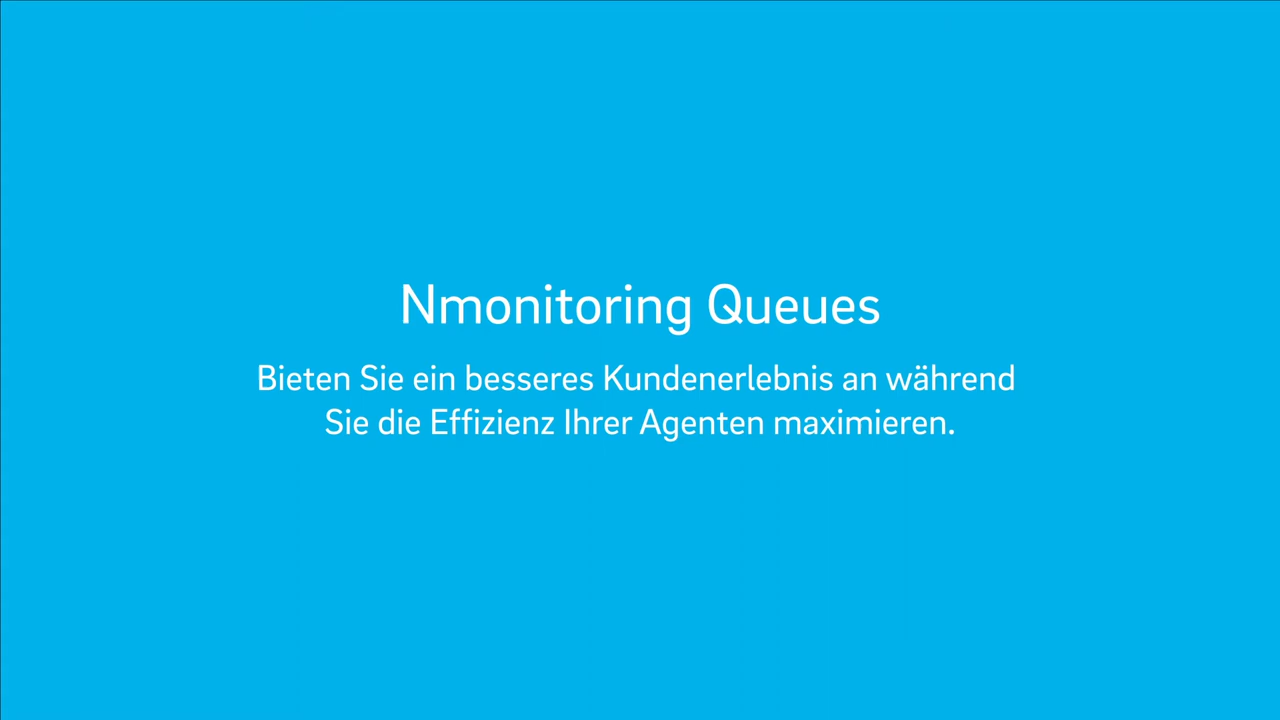 Nmonitoring Queues
Bieten Sie ein besseres Kundenerlebnis an während
Sie die Effizienz Ihrer Agenten maximieren.